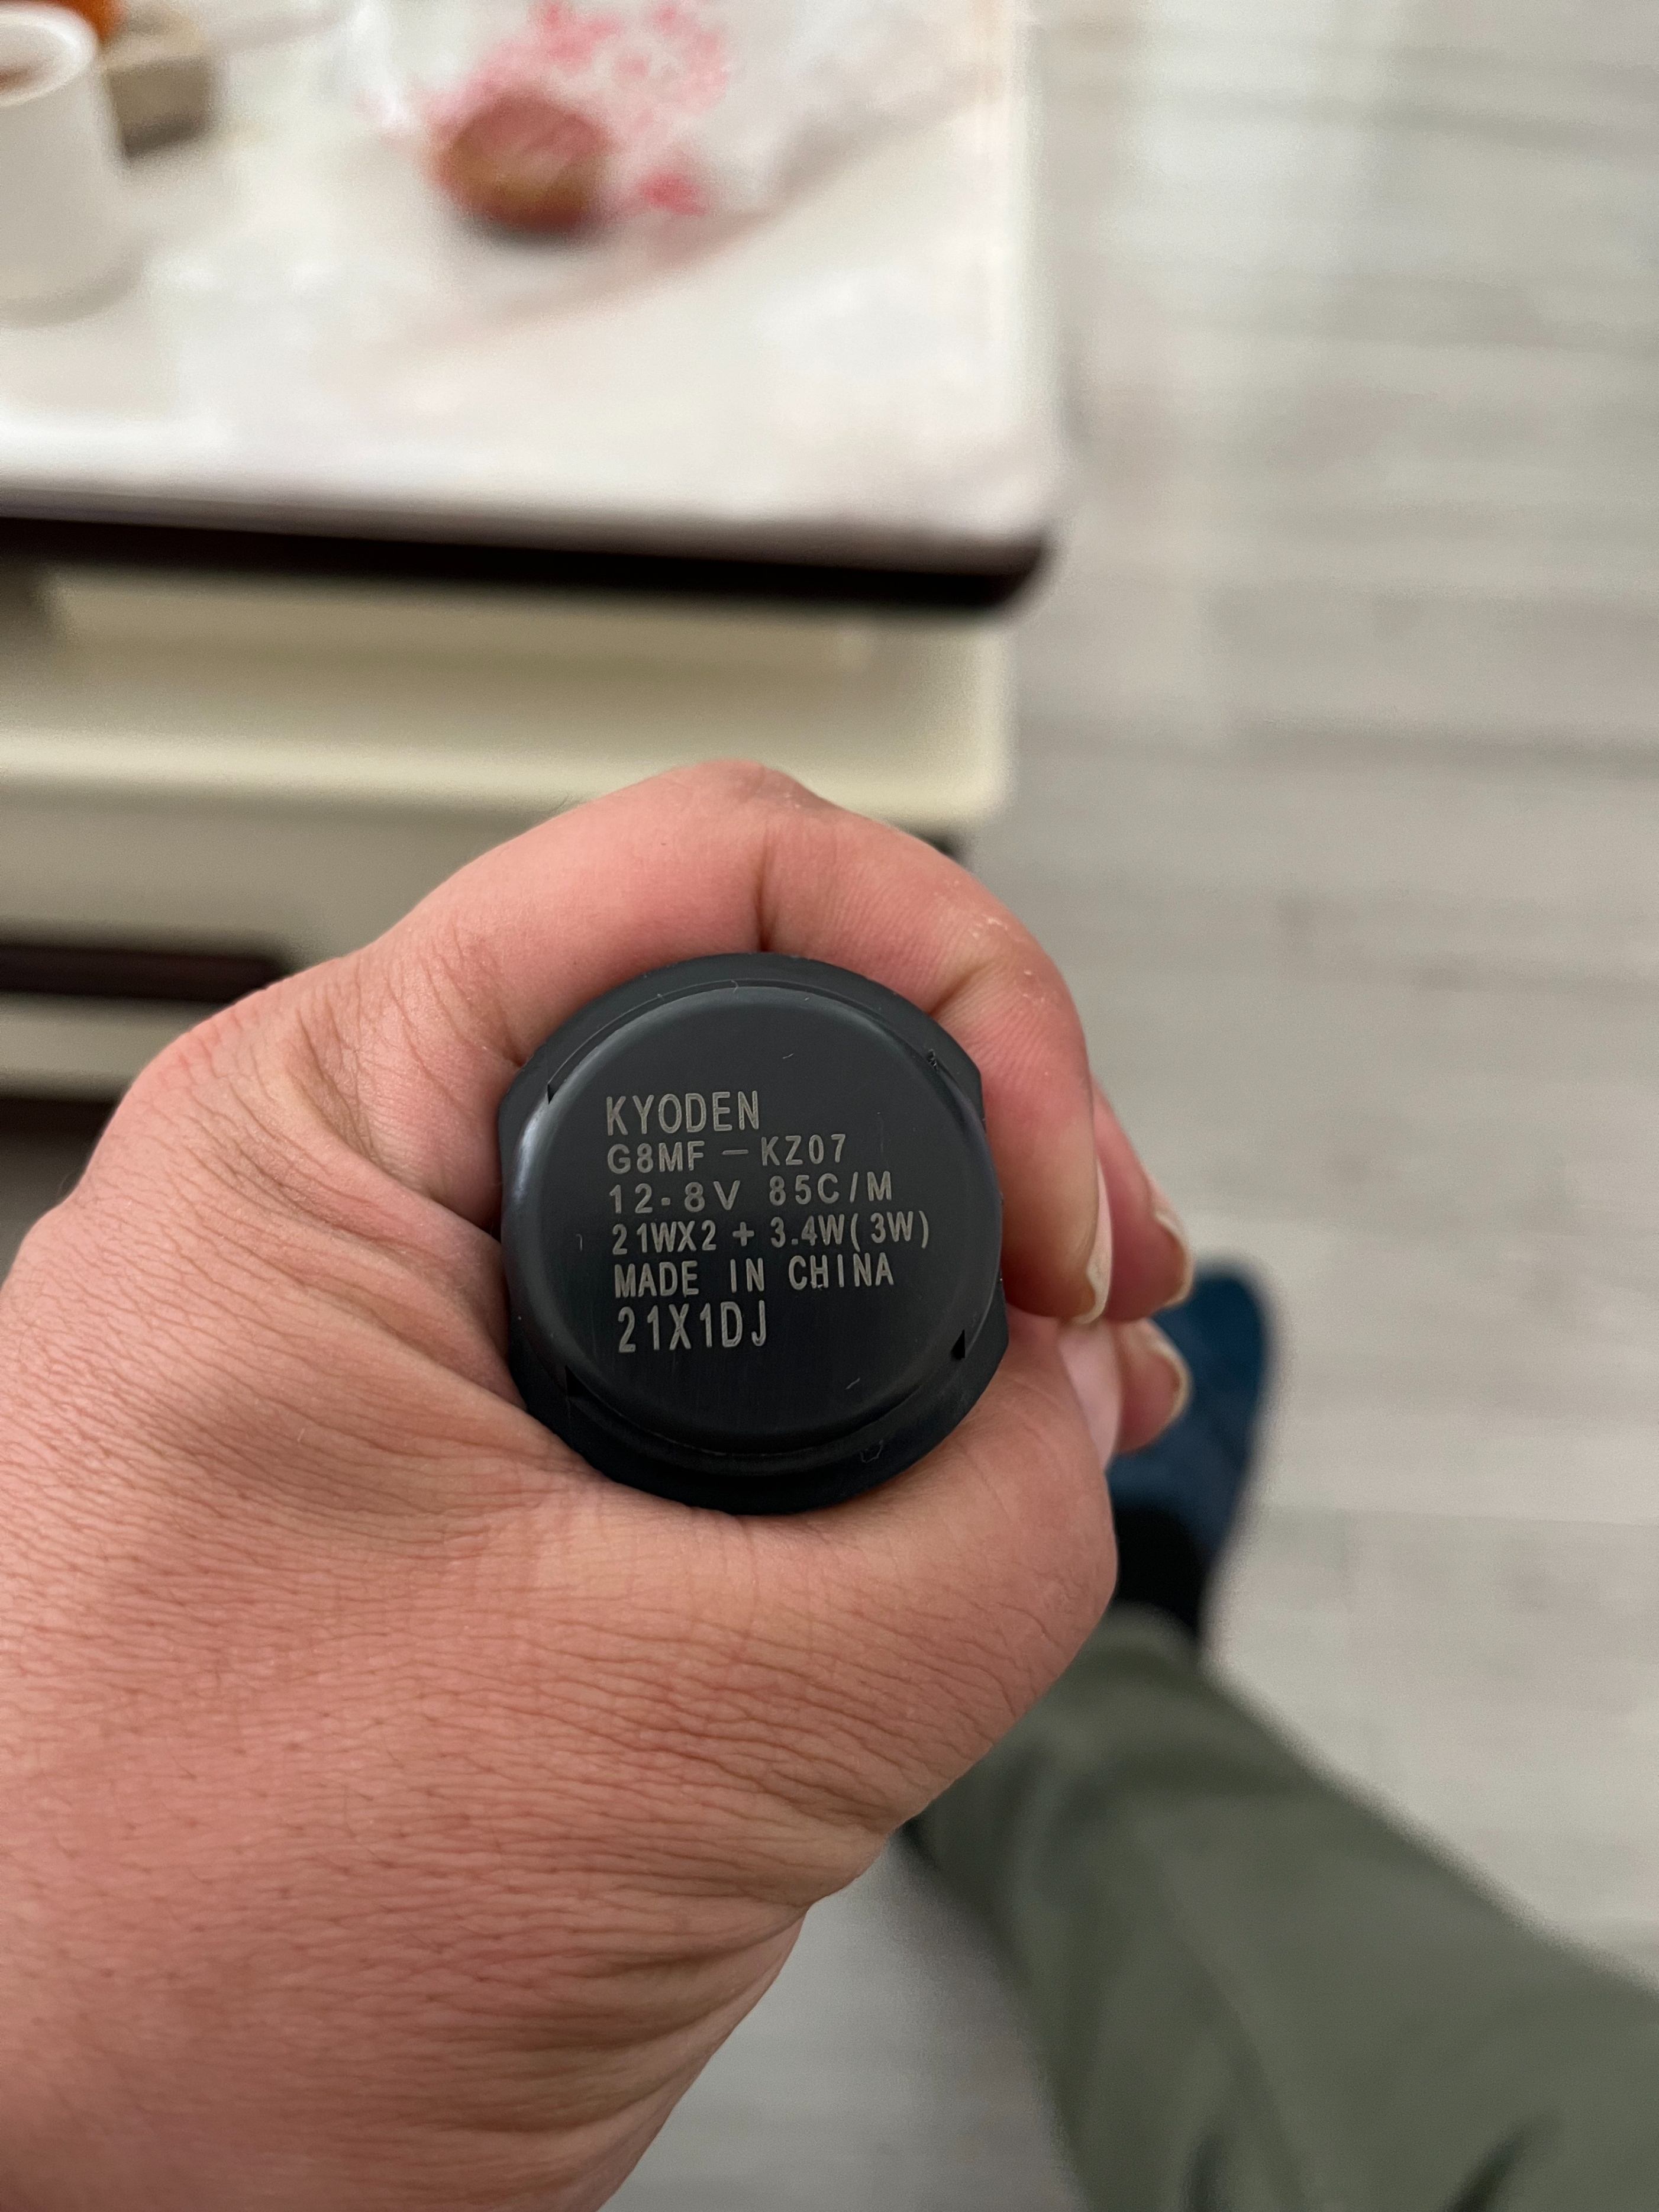 KYODEN
G8MF-KZ07
12.8V 85C/M
21WX2 + 3.4W(3W)
MADE IN CHINA
21X1DJ